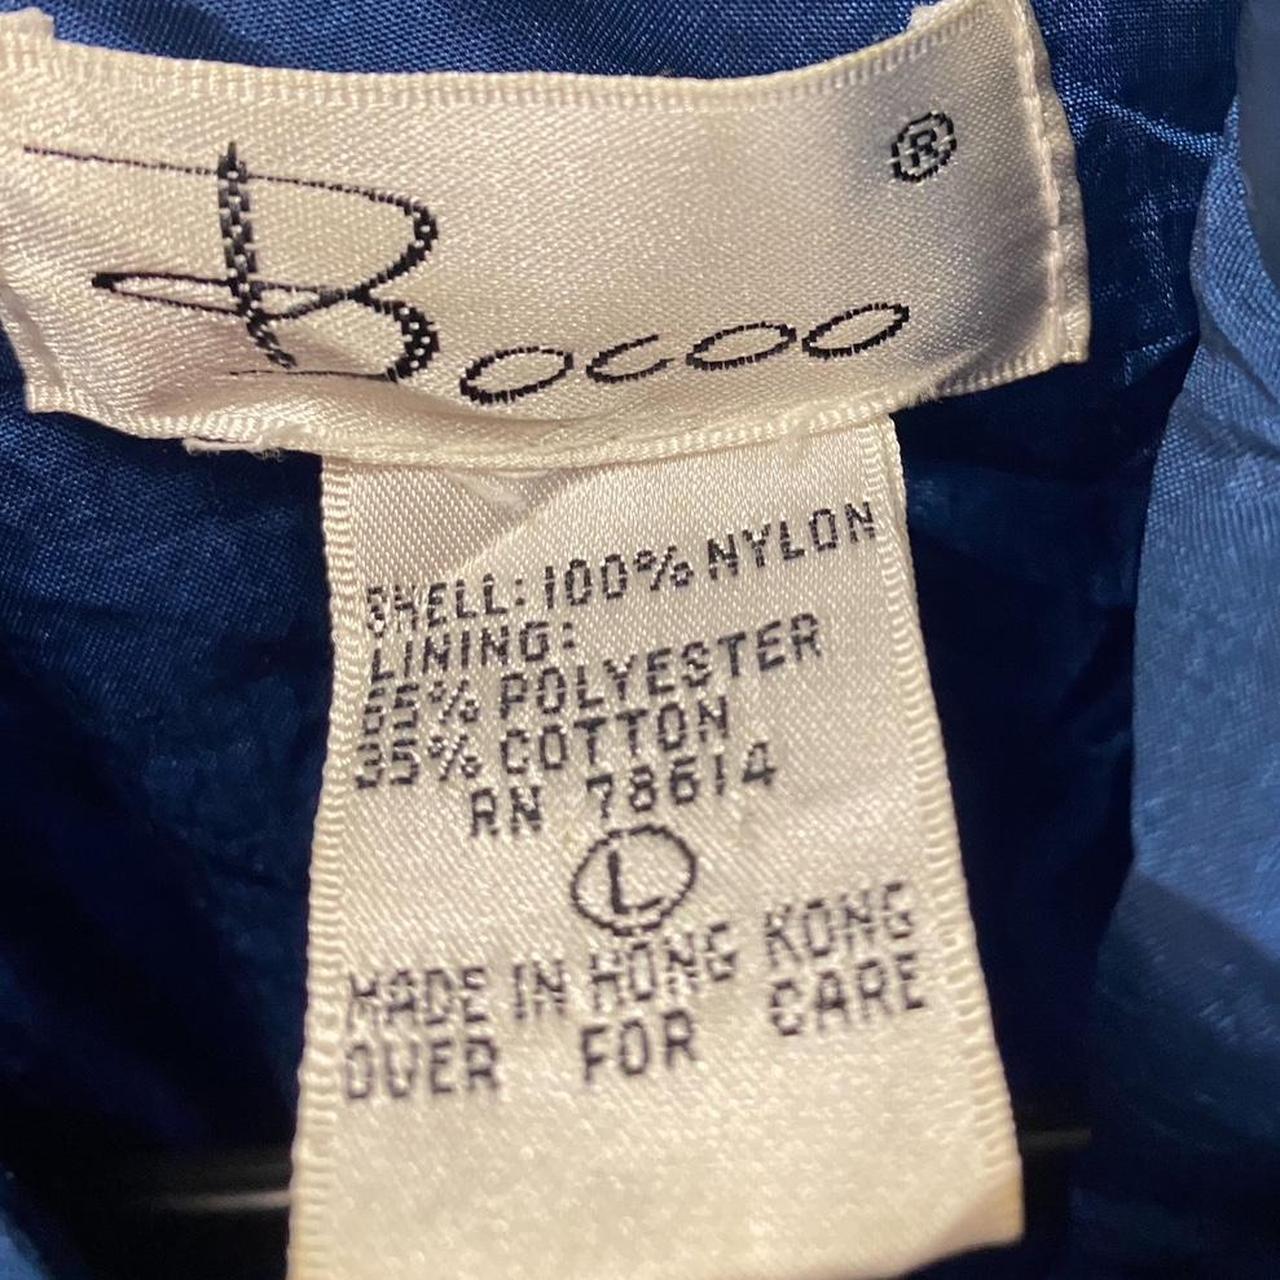 Bocoo ®
SHELL: 100% NYLON
LINING:
65% POLYESTER
35% COTTON
RN 78614
L
MADE IN HONG KONG
OVER FOR CARE